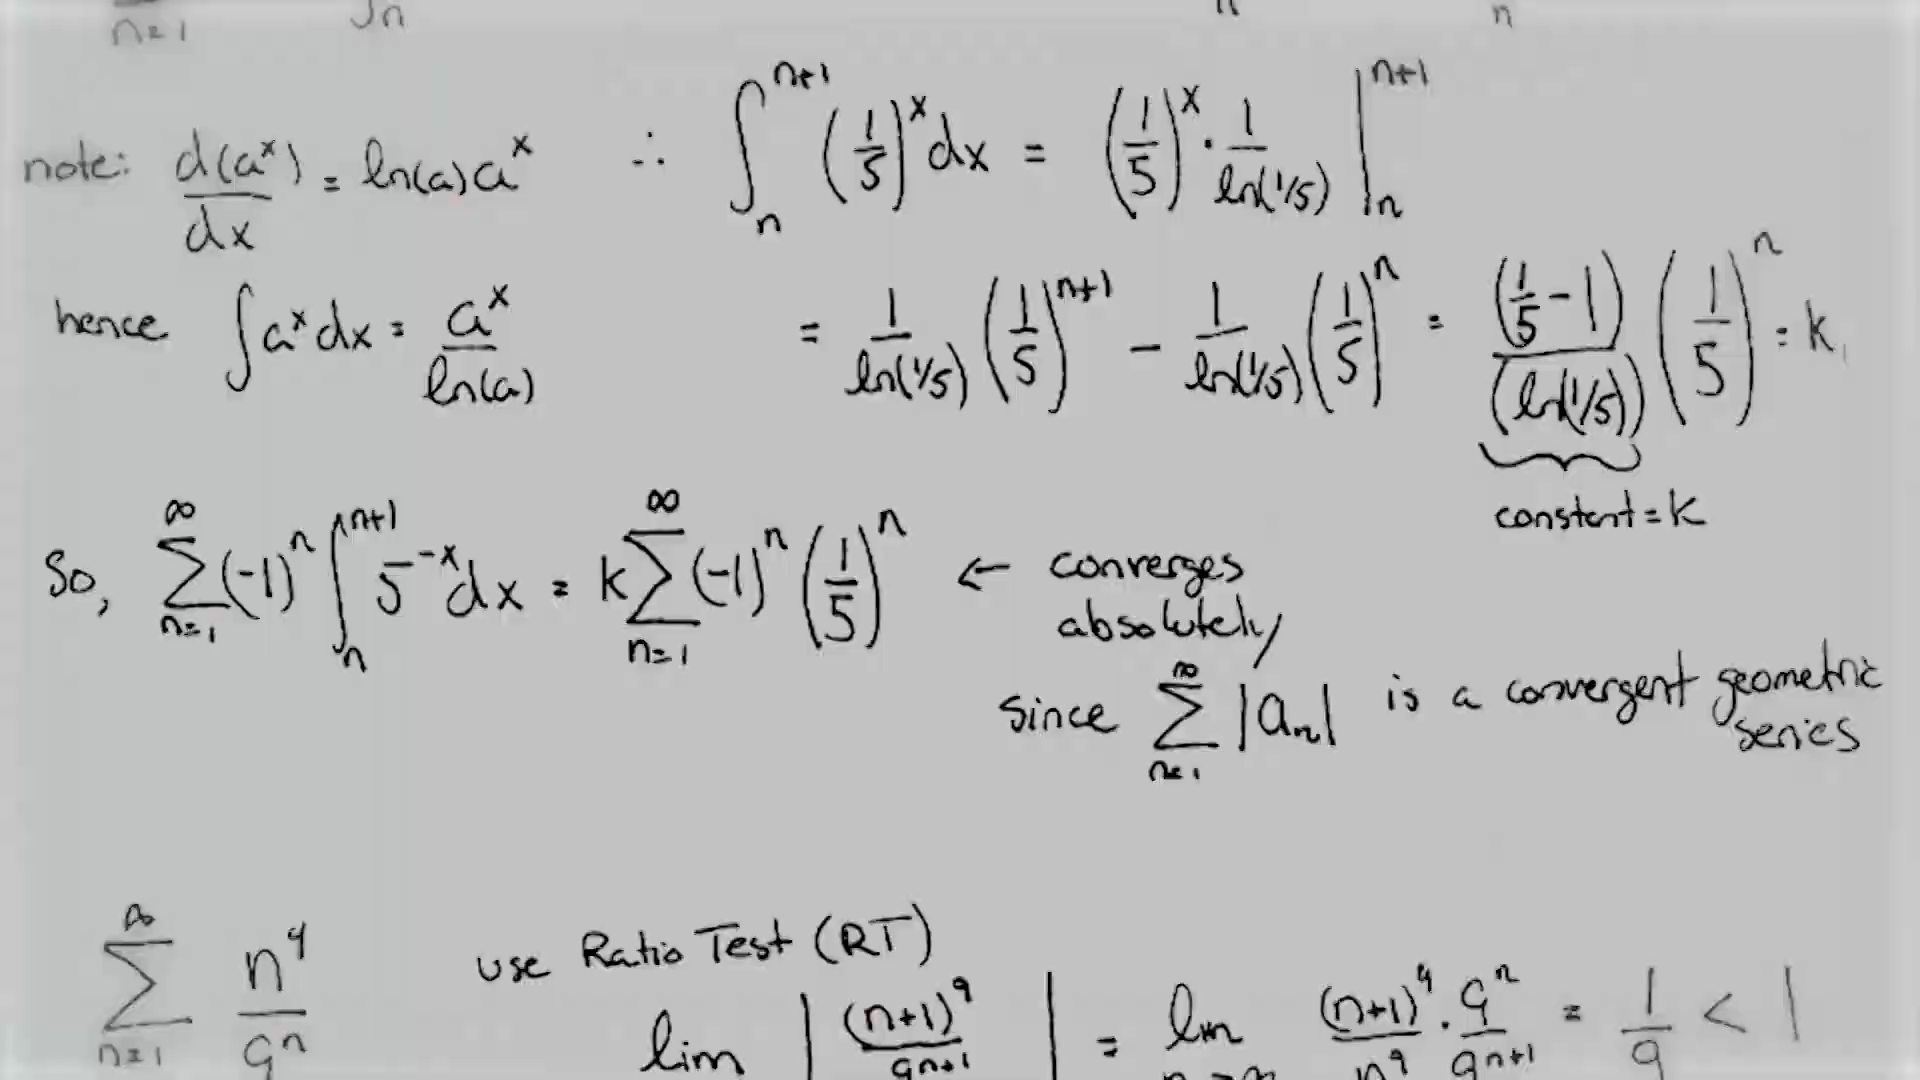 n=1 ∫n n n
note: d(a^x)/dx = ln(a)a^x ∴ ∫_n^{n+1} (1/5)^x dx = (1/5)^x · 1/ln(1/5) |_n^{n+1}
hence ∫a^x dx = a^x/ln(a) = 1/ln(1/5) (1/5)^{n+1} - 1/ln(1/5) (1/5)^n = (1/5 - 1)/(ln(1/5)) (1/5)^n = k
constant = k
So, ∑_{n=1}^∞ (-1)^n ∫_n^{n+1} 5^{-x} dx = k∑_{n=1}^∞ (-1)^n (1/5)^n ← converges
absolutely
since ∑_{n=1}^∞ |a_n| is a convergent geometric
series
∑_{n=1}^∞ n^9/9^n use Ratio Test (RT)
lim |(n+1)^9/9^{n+1}| = lim (n+1)^9/n^9 · 9^n/9^{n+1} = 1/9 < 1